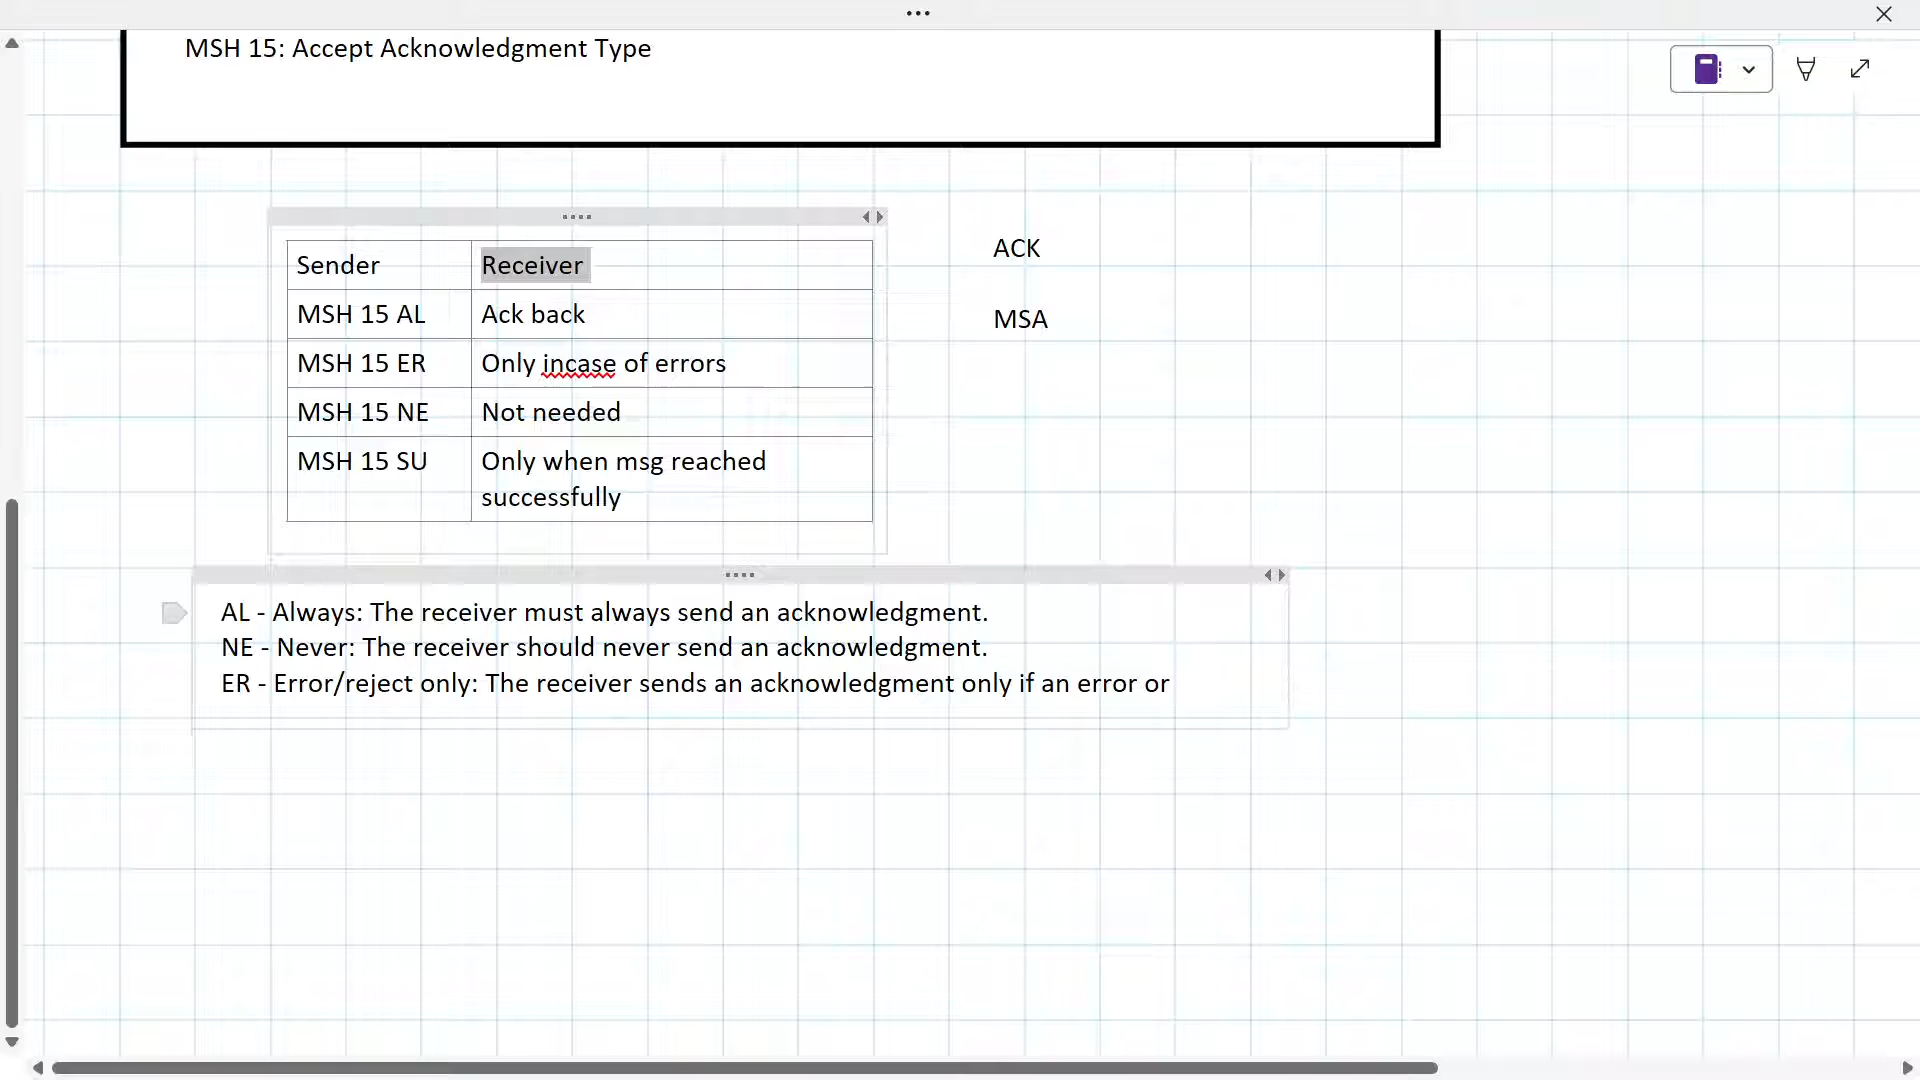 MSH 15: Accept Acknowledgment Type
Sender Receiver
MSH 15 AL Ack back
MSH 15 ER Only incase of errors
MSH 15 NE Not needed
MSH 15 SU Only when msg reached
successfully
ACK
MSA
AL - Always: The receiver must always send an acknowledgment.
NE - Never: The receiver should never send an acknowledgment.
ER - Error/reject only: The receiver sends an acknowledgment only if an error or